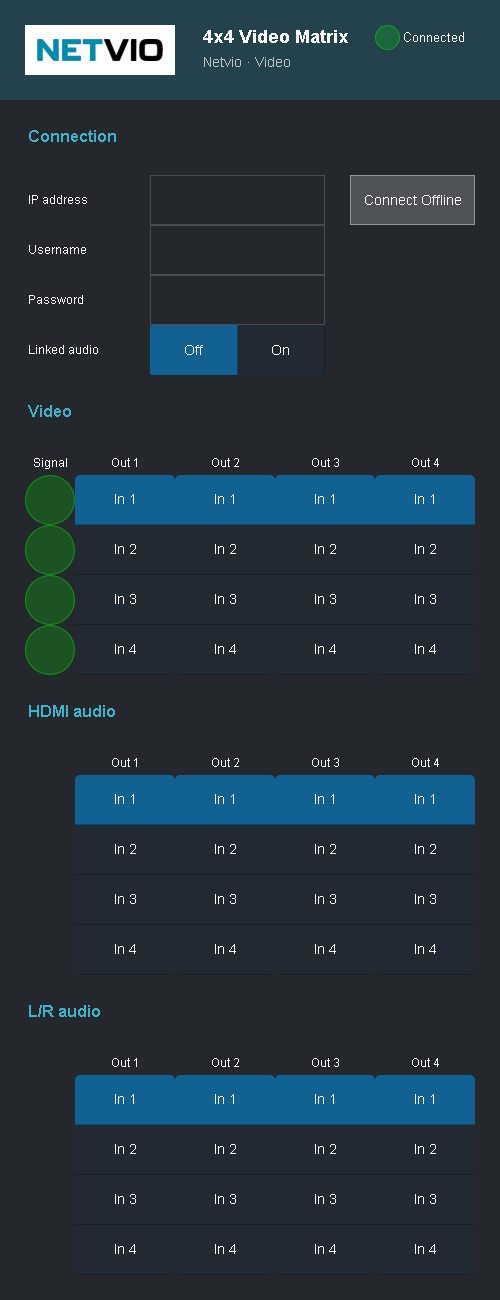 NETVIO
4x4 Video Matrix
Connected
Netvio · Video
Connection
IP address
Connect Offline
Username
Password
Linked audio Off On
Video
Signal Out 1 Out 2 Out 3 Out 4
In 1 In 1 In 1 In 1
In 2 In 2 In 2 In 2
In 3 In 3 In 3 In 3
In 4 In 4 In 4 In 4
HDMI audio
Out 1 Out 2 Out 3 Out 4
In 1 In 1 In 1 In 1
In 2 In 2 In 2 In 2
In 3 In 3 In 3 In 3
In 4 In 4 In 4 In 4
L/R audio
Out 1 Out 2 Out 3 Out 4
In 1 In 1 In 1 In 1
In 2 In 2 In 2 In 2
In 3 In 3 In 3 In 3
In 4 In 4 In 4 In 4